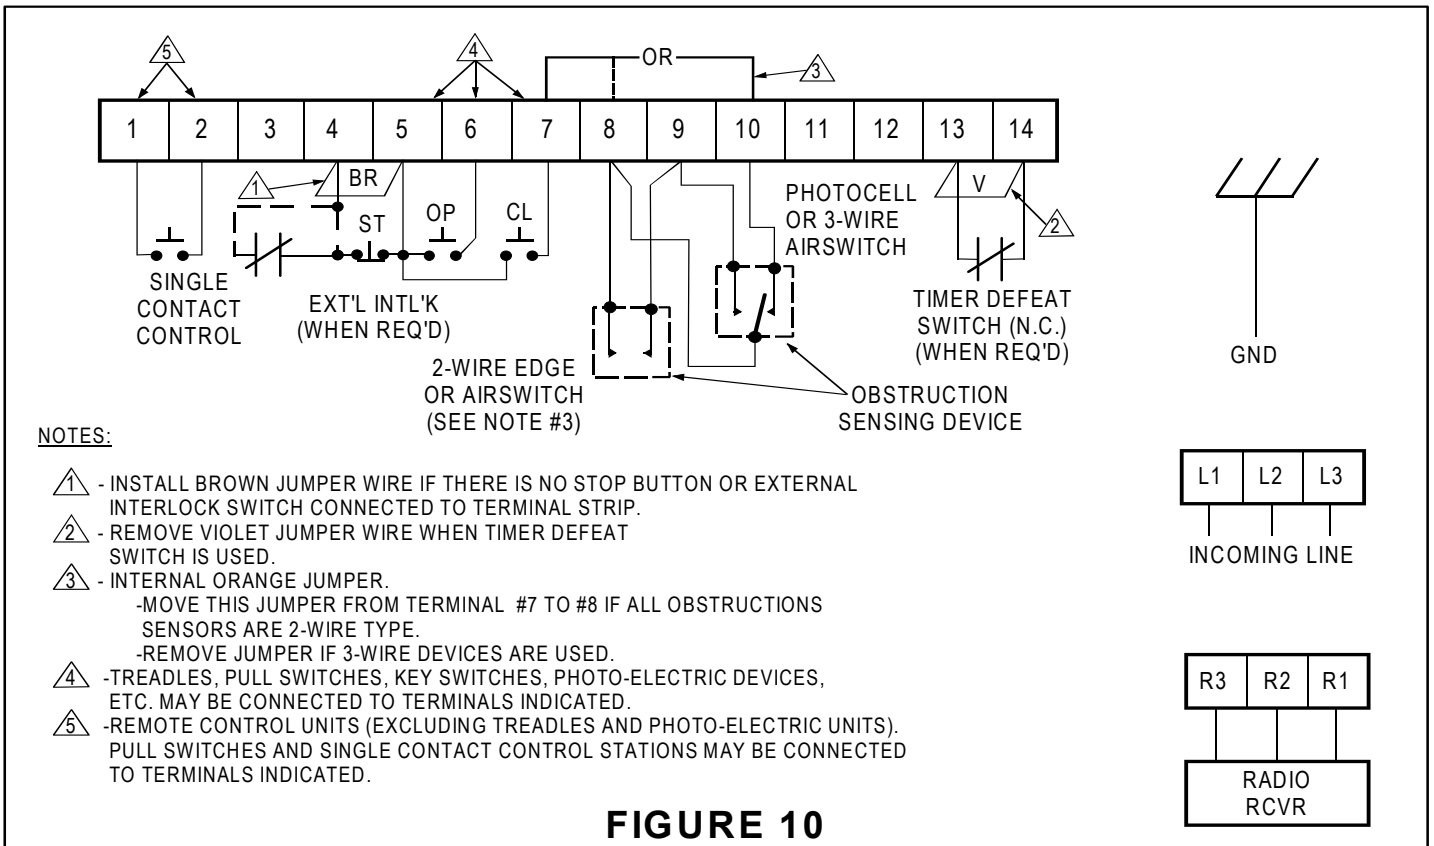 5
4
OR
3
1 2 3 4 5 6 7 8 9 10 11 12 13 14
1
BR
V
2
ST
OP
CL
PHOTOCELL
OR 3-WIRE
AIRSWITCH
SINGLE
CONTACT
CONTROL
EXT'L INTL'K
(WHEN REQ'D)
TIMER DEFEAT
SWITCH (N.C.)
(WHEN REQ'D)
GND
2-WIRE EDGE
OR AIRSWITCH
(SEE NOTE #3)
OBSTRUCTION
SENSING DEVICE
NOTES:
1 - INSTALL BROWN JUMPER WIRE IF THERE IS NO STOP BUTTON OR EXTERNAL
INTERLOCK SWITCH CONNECTED TO TERMINAL STRIP.
2 - REMOVE VIOLET JUMPER WIRE WHEN TIMER DEFEAT
SWITCH IS USED.
3 - INTERNAL ORANGE JUMPER.
-MOVE THIS JUMPER FROM TERMINAL #7 TO #8 IF ALL OBSTRUCTIONS
SENSORS ARE 2-WIRE TYPE.
-REMOVE JUMPER IF 3-WIRE DEVICES ARE USED.
4 -TREADLES, PULL SWITCHES, KEY SWITCHES, PHOTO-ELECTRIC DEVICES,
ETC. MAY BE CONNECTED TO TERMINALS INDICATED.
5 -REMOTE CONTROL UNITS (EXCLUDING TREADLES AND PHOTO-ELECTRIC UNITS).
PULL SWITCHES AND SINGLE CONTACT CONTROL STATIONS MAY BE CONNECTED
TO TERMINALS INDICATED.
L1 L2 L3
INCOMING LINE
R3 R2 R1
RADIO
RCVR
FIGURE 10